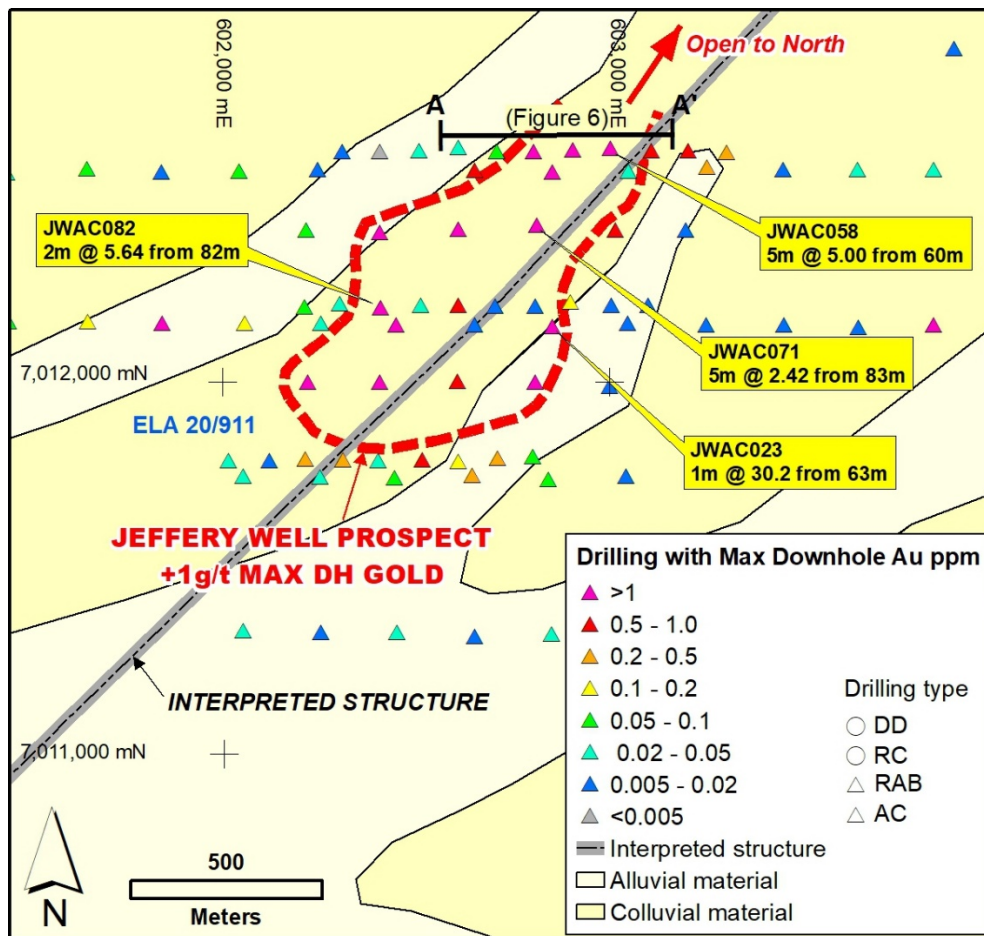 602,000 mE
603,000 mE
Open to North
A
(Figure 6)
A'
JWAC082
2m @ 5.64 from 82m
JWAC058
5m @ 5.00 from 60m
JWAC071
5m @ 2.42 from 83m
7,012,000 mN
ELA 20/911
JWAC023
1m @ 30.2 from 63m
JEFFERY WELL PROSPECT
+1g/t MAX DH GOLD
INTERPRETED STRUCTURE
7,011,000 mN
N
500
Meters
Drilling with Max Downhole Au ppm
>1
0.5 - 1.0
0.2 - 0.5
0.1 - 0.2
0.05 - 0.1
0.02 - 0.05
0.005 - 0.02
<0.005
Interpreted structure
Alluvial material
Colluvial material
Drilling type
DD
RC
RAB
AC